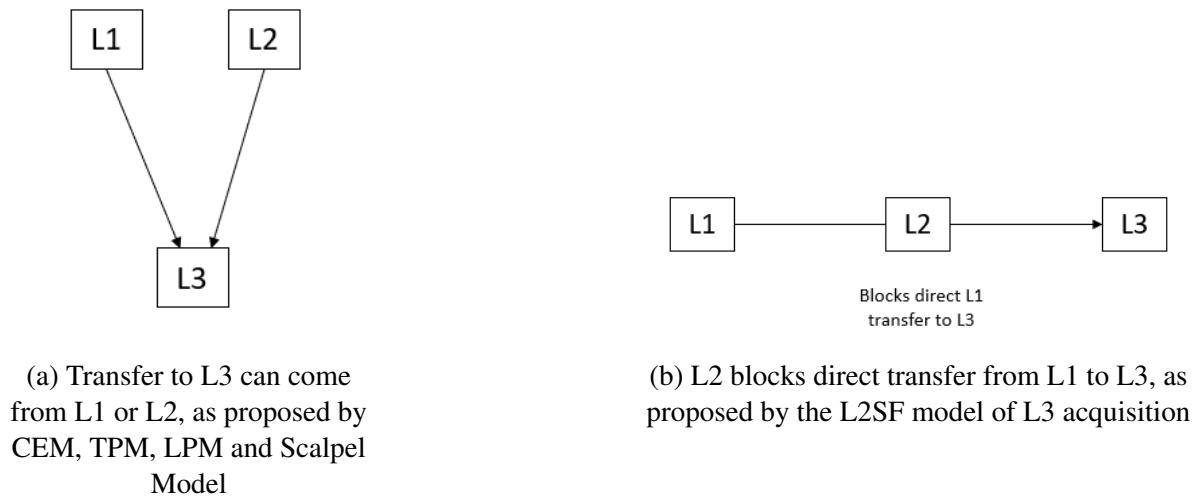 L1
L2
L3
(a) Transfer to L3 can come
from L1 or L2, as proposed by
CEM, TPM, LPM and Scalpel
Model
L1
L2
L3
Blocks direct L1
transfer to L3
(b) L2 blocks direct transfer from L1 to L3, as
proposed by the L2SF model of L3 acquisition